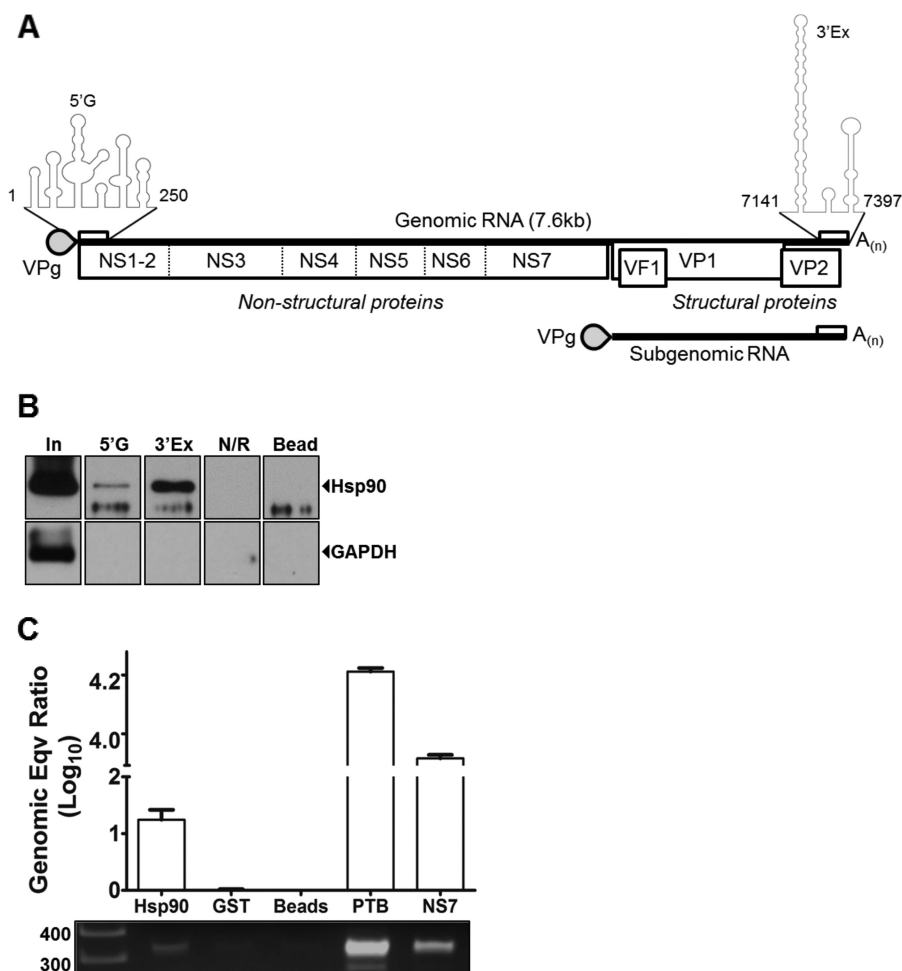 A
3'Ex
5'G
1 250 7141 7397
Genomic RNA (7.6kb)
VPg A(n)
NS1-2 NS3 NS4 NS5 NS6 NS7 VF1 VP1 VP2
Non-structural proteins Structural proteins
VPg A(n)
Subgenomic RNA
B
In 5'G 3'Ex N/R Bead
Hsp90
GAPDH
C
Genomic Eqv Ratio
(Log10)
4.2
4.0
2
1
0
Hsp90 GST Beads PTB NS7
400
300